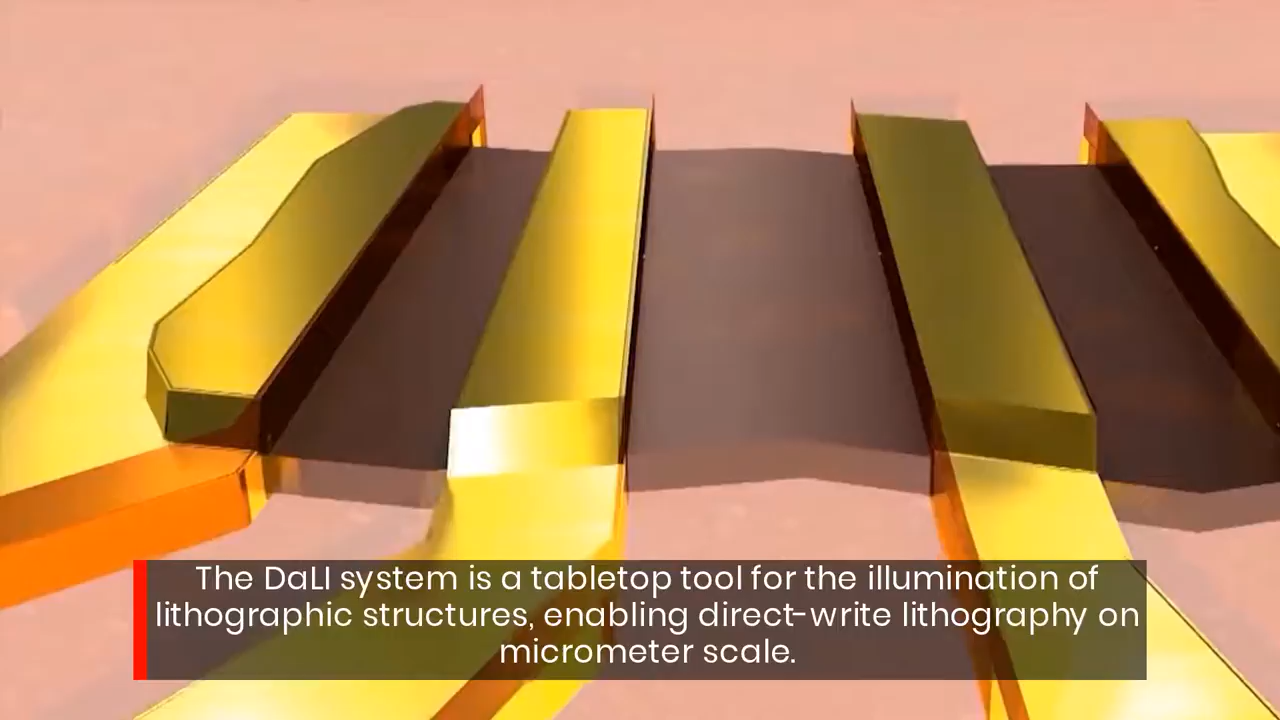 The DaLI system is a tabletop tool for the illumination of
lithographic structures, enabling direct-write lithography on
micrometer scale.